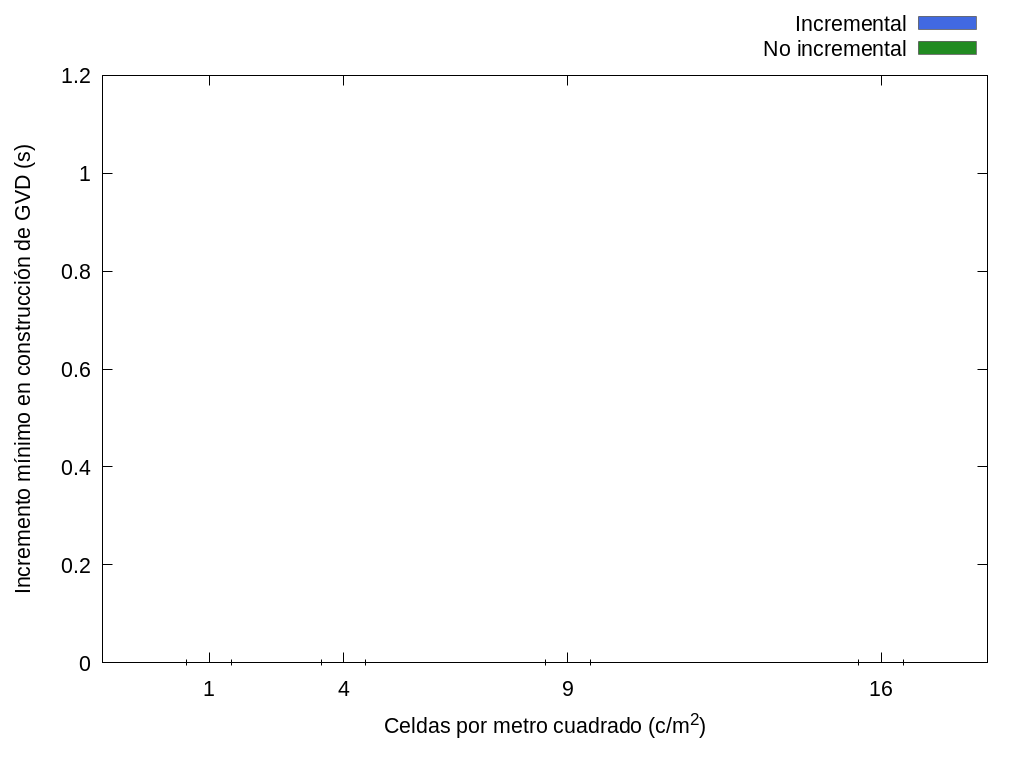 Incremental
No incremental
1.2
1
0.8
0.6
0.4
0.2
0
Incremento mínimo en construcción de GVD (s)
1 4 9 16
Celdas por metro cuadrado (c/m²)